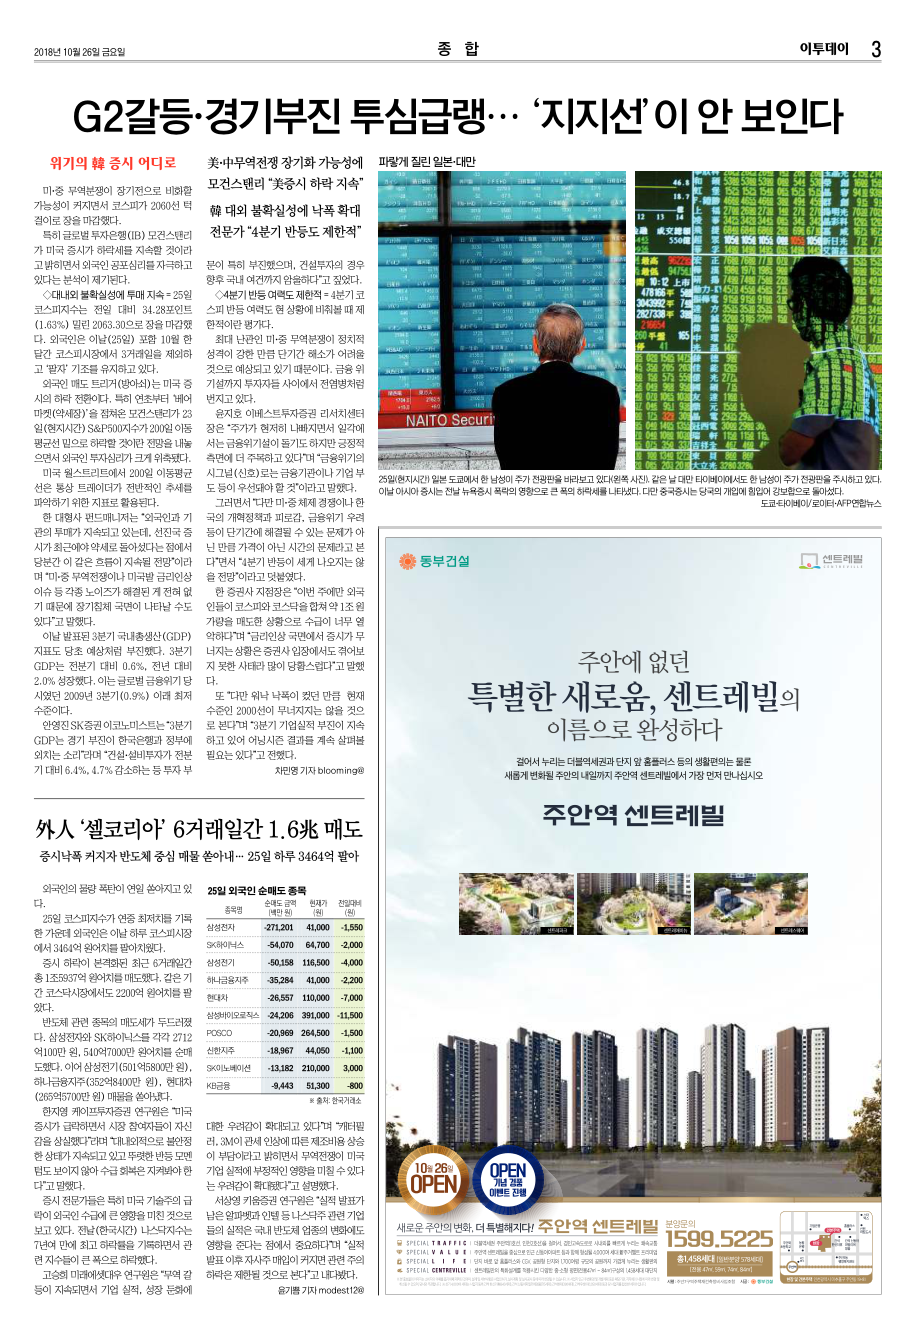 2018년 10월 26일 금요일
종 합
이투데이 3
G2갈등·경기부진 투심급랭… ‘지지선’이 안 보인다
위기의 韓 증시 어디로
미·중 무역분쟁이 장기전으로 비화할
가능성이 커지면서 코스피가 2060선 턱
걸이로 장을 마감했다.
특히 글로벌 투자은행(IB) 모건스탠리
가 미국 증시가 하락세를 지속할 것이라
고 밝히면서 외국인 공포심리를 자극하고
있다는 분석이 제기된다.
◇대내외 불확실성에 투매 지속 = 25일
코스피지수는 전일 대비 34.28포인트
(1.63%) 밀린 2063.30으로 장을 마감했
다. 외국인은 이날(25일) 포함 10월 한
달간 코스피시장에서 3거래일을 제외하
고 ‘팔자’ 기조를 유지하고 있다.
외국인 매도 트리거(방아쇠)는 미국 증
시의 하락 전환이다. 특히 연초부터 ‘베어
마켓(약세장)’을 점쳐온 모건스탠리가 23
일(현지시간) S&P500지수가 200일 이동
평균선 밑으로 하락할 것이란 전망을 내놓
으면서 외국인 투자심리가 크게 위축됐다.
미국 월스트리트에서 200일 이동평균
선은 통상 트레이더가 전반적인 추세를
파악하기 위한 지표로 활용된다.
한 대형사 펀드매니저는 “외국인과 기
관의 투매가 지속되고 있는데, 선진국 증
시가 최근에야 약세로 돌아섰다는 점에서
당분간 이 같은 흐름이 지속될 전망”이라
며 “미·중 무역전쟁이나 미국발 금리인상
이슈 등 각종 노이즈가 해결된 게 전혀 없
기 때문에 장기침체 국면이 나타날 수도
있다”고 말했다.
이날 발표된 3분기 국내총생산(GDP)
지표도 당초 예상처럼 부진했다. 3분기
GDP는 전분기 대비 0.6%, 전년 대비
2.0% 성장했다. 이는 글로벌 금융위기 당
시였던 2009년 3분기(0.9%) 이래 최저
수준이다.
안영진 SK증권 이코노미스트는 “3분기
GDP는 경기 부진이 한국은행과 정부에
외치는 소리”라며 “건설·설비투자가 전분
기 대비 6.4%, 4.7% 감소하는 등 투자 부
美·中무역전쟁 장기화 가능성에
모건스탠리 “美증시 하락 지속”
韓 대외 불확실성에 낙폭 확대
전문가 “4분기 반등도 제한적”
문이 특히 부진했으며, 건설투자의 경우
향후 국내 여건까지 암울하다”고 짚었다.
◇4분기 반등 여력도 제한적 = 4분기 코
스피 반등 여력도 현 상황에 비춰볼 때 제
한적이란 평가다.
최대 난관인 미·중 무역분쟁이 정치적
성격이 강한 만큼 단기간 해소가 어려울
것으로 예상되고 있기 때문이다. 금융 위
기설까지 투자자들 사이에서 전염병처럼
번지고 있다.
윤지호 이베스트투자증권 리서치센터
장은 “주가가 현저히 나빠지면서 일각에
서는 금융위기설이 돌기도 하지만 긍정적
측면에 더 주목하고 있다”며 “금융위기의
시그널(신호)로는 금융기관이나 기업 부
도 등이 우선돼야 할 것”이라고 말했다.
그러면서 “다만 미·중 체제 경쟁이나 한
국의 개혁정책과 피로감, 금융위기 우려
등이 단기간에 해결될 수 있는 문제가 아
닌 만큼 가격이 아닌 시간의 문제라고 본
다”면서 “4분기 반등이 세게 나오지는 않
을 전망”이라고 덧붙였다.
한 증권사 지점장은 “이번 주에만 외국
인들이 코스피와 코스닥을 합쳐 약 1조 원
가량을 매도한 상황으로 수급이 너무 열
악하다”며 “금리인상 국면에서 증시가 무
너지는 상황은 증권사 입장에서도 겪어보
지 못한 사태라 많이 당황스럽다”고 말했
다.
또 “다만 워낙 낙폭이 컸던 만큼 현재
수준인 2000선이 무너지지는 않을 것으
로 본다”며 “3분기 기업실적 부진이 지속
하고 있어 어닝시즌 결과를 계속 살펴볼
필요는 있다”고 전했다.
차민영 기자 blooming@
파랗게 질린 일본·대만
NAITO Securi
25일(현지시간) 일본 도쿄에서 한 남성이 주가 전광판을 바라보고 있다(왼쪽 사진). 같은 날 대만 타이베이에서도 한 남성이 주가 전광판을 주시하고 있다.
이날 아시아 증시는 전날 뉴욕증시 폭락의 영향으로 큰 폭의 하락세를 나타냈다. 다만 중국증시는 당국의 개입에 힘입어 강보합으로 돌아섰다.
도쿄·타이베이/로이터·AFP연합뉴스
外人 ‘셀코리아’ 6거래일간 1.6兆 매도
증시낙폭 커지자 반도체 중심 매물 쏟아내… 25일 하루 3464억 팔아
외국인의 물량 폭탄이 연일 쏟아지고 있
다.
25일 코스피지수가 연중 최저치를 기록
한 가운데 외국인은 이날 하루 코스피시장
에서 3464억 원어치를 팔아치웠다.
증시 하락이 본격화된 최근 6거래일간
총 1조5937억 원어치를 매도했다. 같은 기
간 코스닥시장에서도 2200억 원어치를 팔
았다.
반도체 관련 종목의 매도세가 두드러졌
다. 삼성전자와 SK하이닉스를 각각 2712
억100만 원, 540억7000만 원어치를 순매
도했다. 이어 삼성전기(501억5800만 원),
하나금융지주(352억8400만 원), 현대차
(265억5700만 원) 매물을 쏟아냈다.
한지영 케이프투자증권 연구원은 “미국
증시가 급락하면서 시장 참여자들이 자신
감을 상실했다”라며 “대내외적으로 불안정
한 상태가 지속되고 있고 뚜렷한 반등 모멘
텀도 보이지 않아 수급 회복은 지켜봐야 한
다”고 말했다.
증시 전문가들은 특히 미국 기술주의 급
락이 외국인 수급에 큰 영향을 미친 것으로
보고 있다. 전날(한국시간) 나스닥지수는
7년여 만에 최고 하락률을 기록하면서 관
련 지수들이 큰 폭으로 하락했다.
고승희 미래에셋대우 연구원은 “무역 갈
등이 지속되면서 기업 실적, 성장 둔화에
25일 외국인 순매도 종목
종목명 순매도 금액 (백만 원) 현재가 (원) 전일대비 (원)
삼성전자 -271,201 41,000 -1,550
SK하이닉스 -54,070 64,700 -2,000
삼성전기 -50,158 116,500 -4,000
하나금융지주 -35,284 41,000 -2,200
현대차 -26,557 110,000 -7,000
삼성바이오로직스 -24,206 391,000 -11,500
POSCO -20,969 264,500 -1,500
신한지주 -18,967 44,050 -1,100
SK이노베이션 -13,182 210,000 3,000
KB금융 -9,443 51,300 -800
※ 출처: 한국거래소
대한 우려감이 확대되고 있다”며 “캐터필
러, 3M이 관세 인상에 따른 제조비용 상승
이 부담이라고 밝히면서 무역전쟁이 미국
기업 실적에 부정적인 영향을 미칠 수 있다
는 우려감이 확대됐다”고 설명했다.
서상영 키움증권 연구원은 “실적 발표가
남은 알파벳과 인텔 등 나스닥주 관련 기업
들의 실적은 국내 반도체 업종의 변화에도
영향을 준다는 점에서 중요하다”며 “실적
발표 이후 자사주 매입이 커지면 관련 주의
하락은 제한될 것으로 본다”고 내다봤다.
윤기쁨 기자 modest12@
동부건설
센트레빌
CENTREVILLE
주안에 없던
특별한 새로움, 센트레빌의
이름으로 완성하다
걸어서 누리는 더블역세권과 단지 앞 홈플러스 등의 생활편의는 물론
새롭게 변화될 주안의 내일까지 주안역 센트레빌에서 가장 먼저 만나십시오
주안역 센트레빌
10월 26일
OPEN
OPEN
기념 경품
이벤트 진행
새로운 주안의 변화, 더 특별해지다! 주안역 센트레빌
SPECIAL TRAFFIC
SPECIAL VALUE
SPECIAL LIFE
SPECIAL CENTREVILLE
분양문의
1599.5225
총1,458세대 (일반분양 578세대)